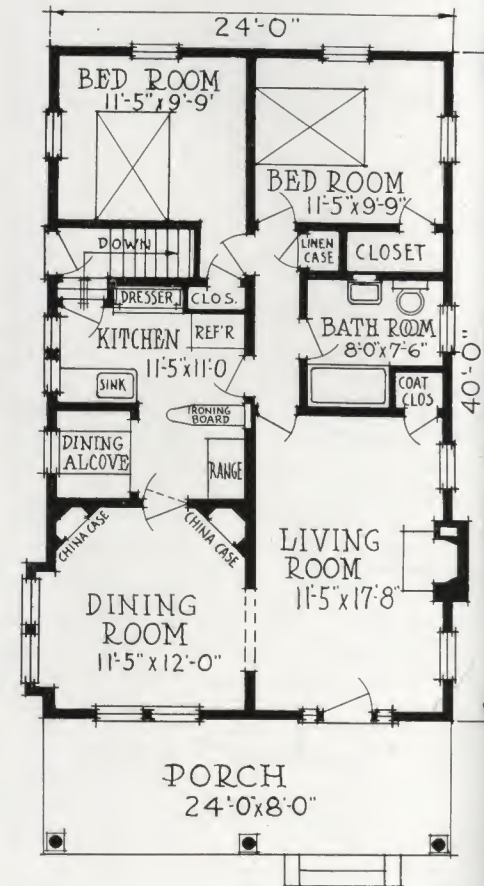 24'-0"
BED ROOM
11'-5" x 9'-9'
BED ROOM
11'-5" x 9'-9"
DOWN
LINEN
CASE
CLOSET
DRESSER
CLOS.
KITCHEN
11'-5"x11'-0
REF'R
BATH ROOM
8'-0"x7'-6"
40'-0"
SINK
COAT
CLOS
IRONING
BOARD
DINING
ALCOVE
RANGE
CHINA CASE
CHINA CASE
LIVING
ROOM
11'-5"x17'-8"
DINING
ROOM
11'-5"x12'-0"
PORCH
24'-0"x8'-0"